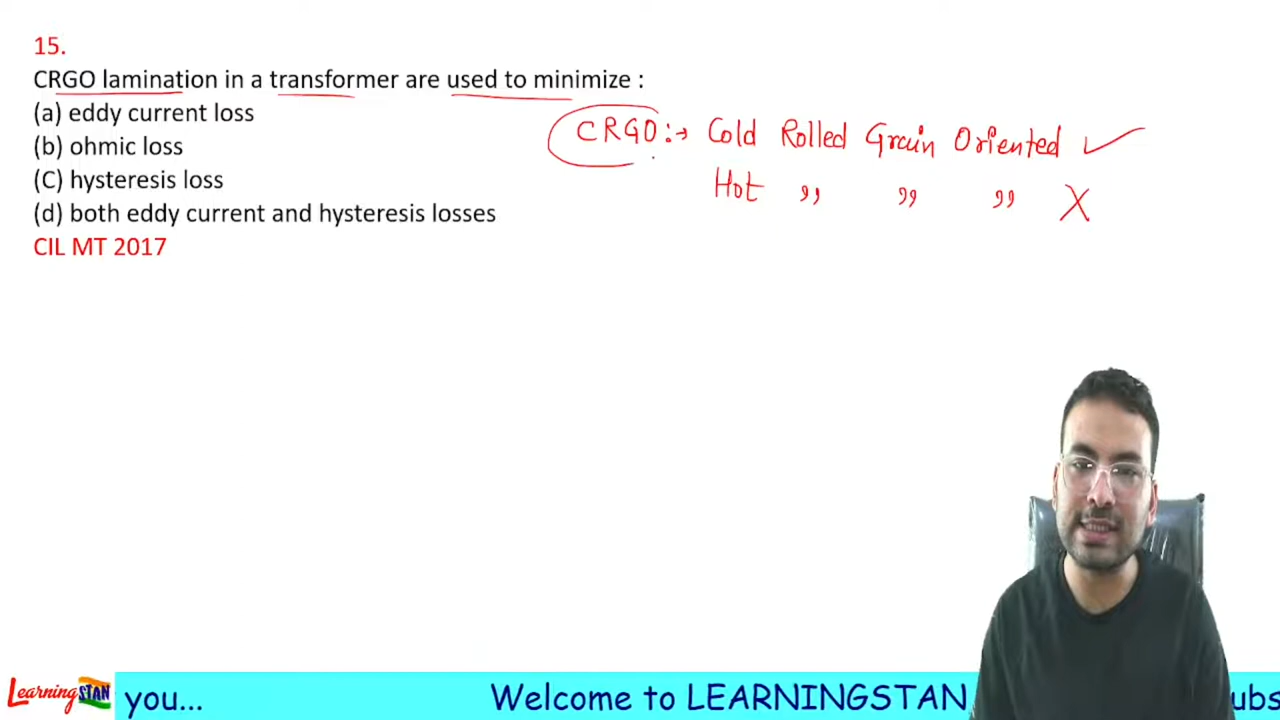 15.
CRGO lamination in a transformer are used to minimize :
(a) eddy current loss
(b) ohmic loss
(C) hysteresis loss
(d) both eddy current and hysteresis losses
CIL MT 2017
CRGO :→ Cold Rolled Grain Oriented ✓
Hot ,, ,, ,, X
LearningSTAN
you... Welcome to LEARNINGSTAN ubs